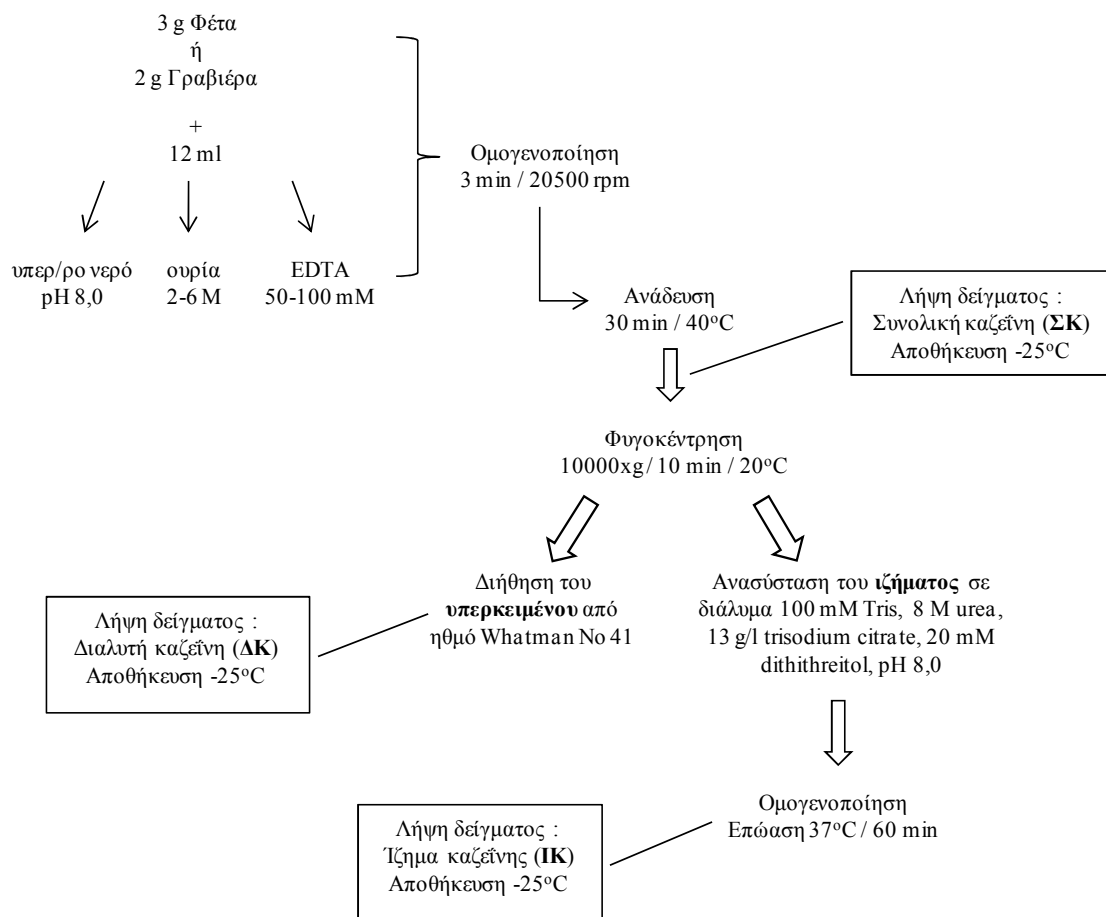 3 g Φέτα
ή
2 g Γραβιέρα
+
12 ml
υπερ/ρο νερό
pH 8,0
ουρία
2-6 M
EDTA
50-100 mM
Ομογενοποίηση
3 min / 20500 rpm
Ανάδευση
30 min / 40°C
Λήψη δείγματος :
Συνολική καζεΐνη (ΣΚ)
Αποθήκευση -25°C
Φυγοκέντρηση
10000xg / 10 min / 20°C
Διήθηση του
υπερκειμένου από
ηθμό Whatman No 41
Λήψη δείγματος :
Διαλυτή καζεΐνη (ΔΚ)
Αποθήκευση -25°C
Ανασύσταση του ιζήματος σε
διάλυμα 100 mM Tris, 8 M urea,
13 g/l trisodium citrate, 20 mM
dithithreitol, pH 8,0
Ομογενοποίηση
Επώαση 37°C / 60 min
Λήψη δείγματος :
Ίζημα καζεΐνης (ΙΚ)
Αποθήκευση -25°C